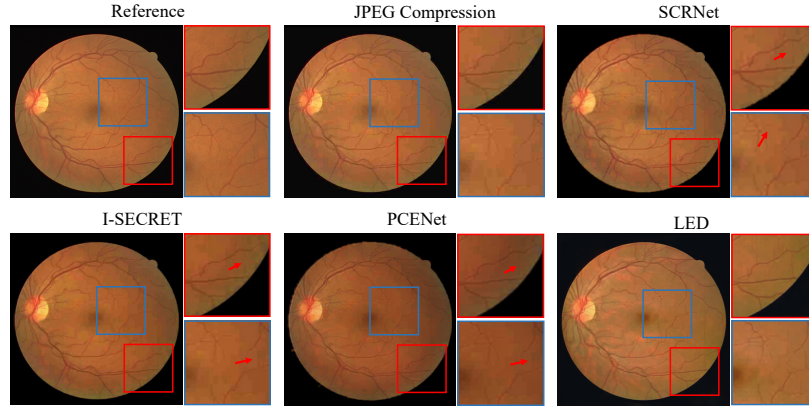 Reference
JPEG Compression
SCRNet
I-SECRET
PCENet
LED